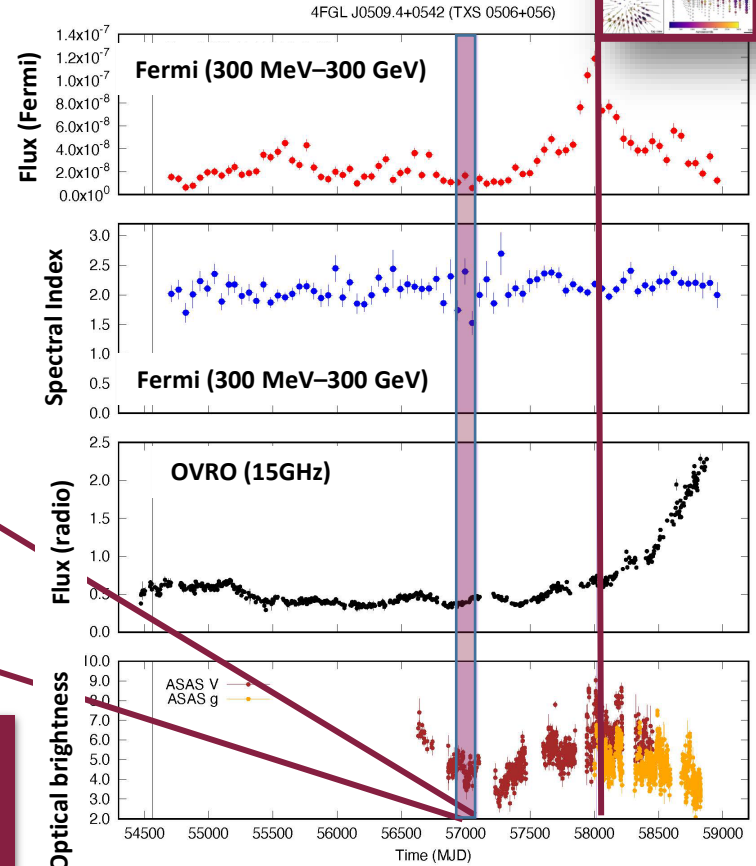 4FGL J0509.4+0542 (TXS 0506+056)
Flux (Fermi)
1.4x10-7
1.2x10-7
1.0x10-7
8.0x10-8
6.0x10-8
4.0x10-8
2.0x10-8
0.0x100
Fermi (300 MeV–300 GeV)
Spectral Index
3.0
2.5
2.0
1.5
1.0
0.5
0.0
Fermi (300 MeV–300 GeV)
Flux (radio)
2.5
2.0
1.5
1.0
0.5
0.0
OVRO (15GHz)
Optical brightness
10.0
9.0
8.0
7.0
6.0
5.0
4.0
3.0
2.0
ASAS V
ASAS g
54500 55000 55500 56000 56500 57000 57500 58000 58500 59000
Time (MJD)